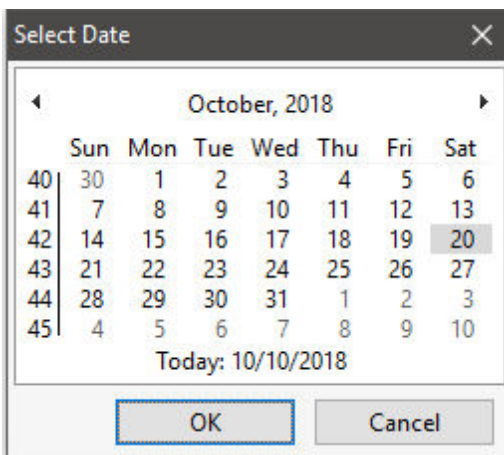 Select Date
October, 2018
Sun Mon Tue Wed Thu Fri Sat
40 30 1 2 3 4 5 6
41 7 8 9 10 11 12 13
42 14 15 16 17 18 19 20
43 21 22 23 24 25 26 27
44 28 29 30 31 1 2 3
45 4 5 6 7 8 9 10
Today: 10/10/2018
OK Cancel